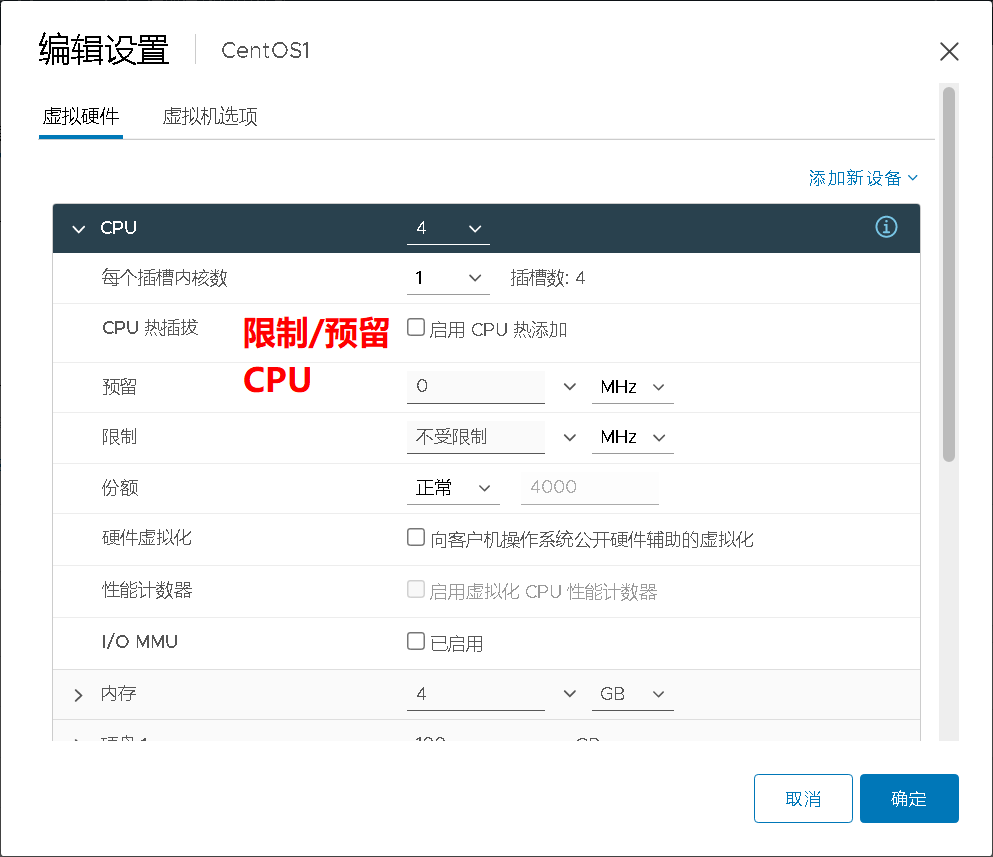 编辑设置 CentOS1
虚拟硬件 虚拟机选项
添加新设备
CPU 4
每个插槽内核数 1 插槽数: 4
CPU 热插拔 启用 CPU 热添加
限制/预留
CPU
预留 0 MHz
限制 不受限制 MHz
份额 正常 4000
硬件虚拟化 向客户机操作系统公开硬件辅助的虚拟化
性能计数器 启用虚拟化 CPU 性能计数器
I/O MMU 已启用
内存 4 GB
取消 确定